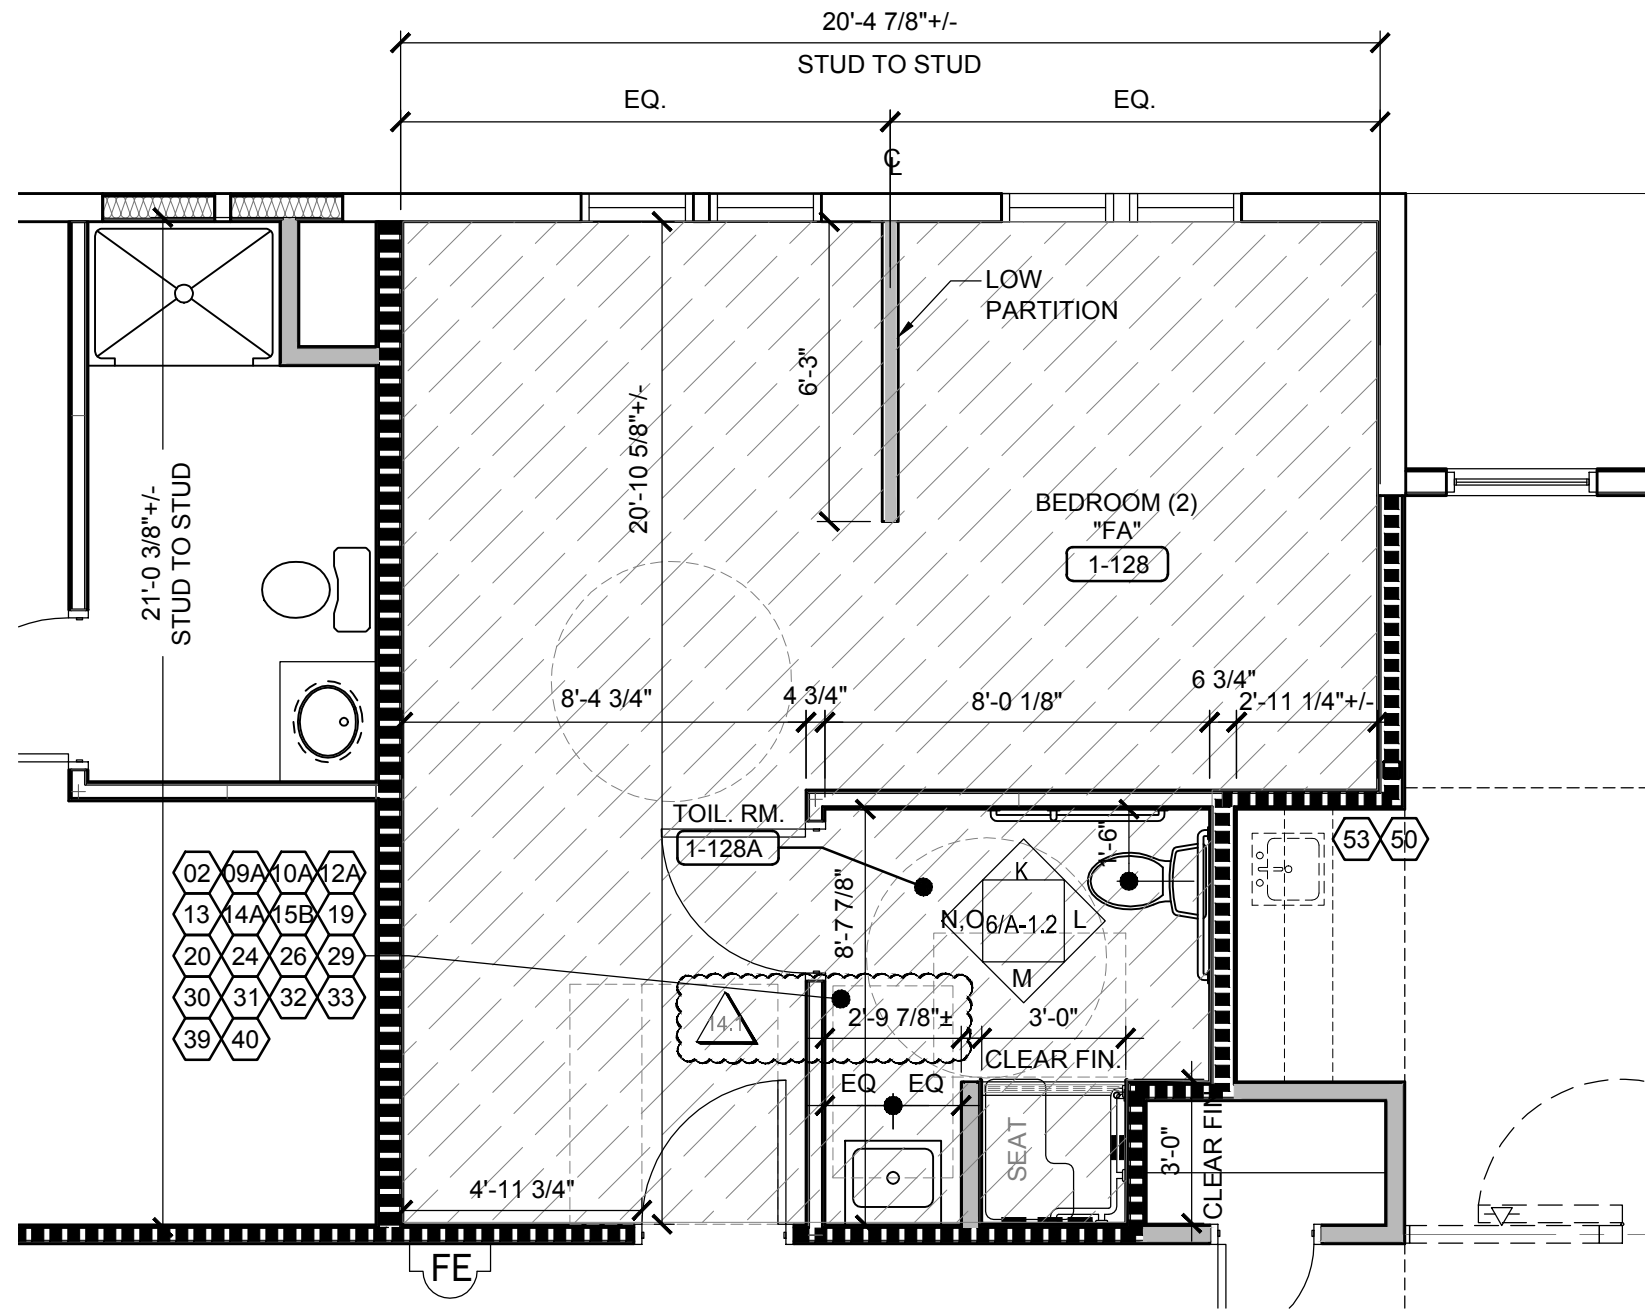 20'-4 7/8"+/-
STUD TO STUD
EQ.
EQ.
℄
LOW
PARTITION
6'-3"
20'-10 5/8"+/-
21'-0 3/8"+/-
STUD TO STUD
BEDROOM (2)
"FA"
1-128
8'-4 3/4"
4 3/4"
8'-0 1/8"
6 3/4"
2'-11 1/4"+/-
TOIL. RM.
1-128A
53 50
02 09A 10A 12A
13 14A 15B 19
20 24 26 29
30 31 32 33
39 40
8'-7 7/8"
K
N,O 6/A-1.2 L
M
14.1
2'-9 7/8"±
3'-0"
CLEAR FIN.
EQ EQ
SEAT
3'-0"
CLEAR FIN.
4'-11 3/4"
FE